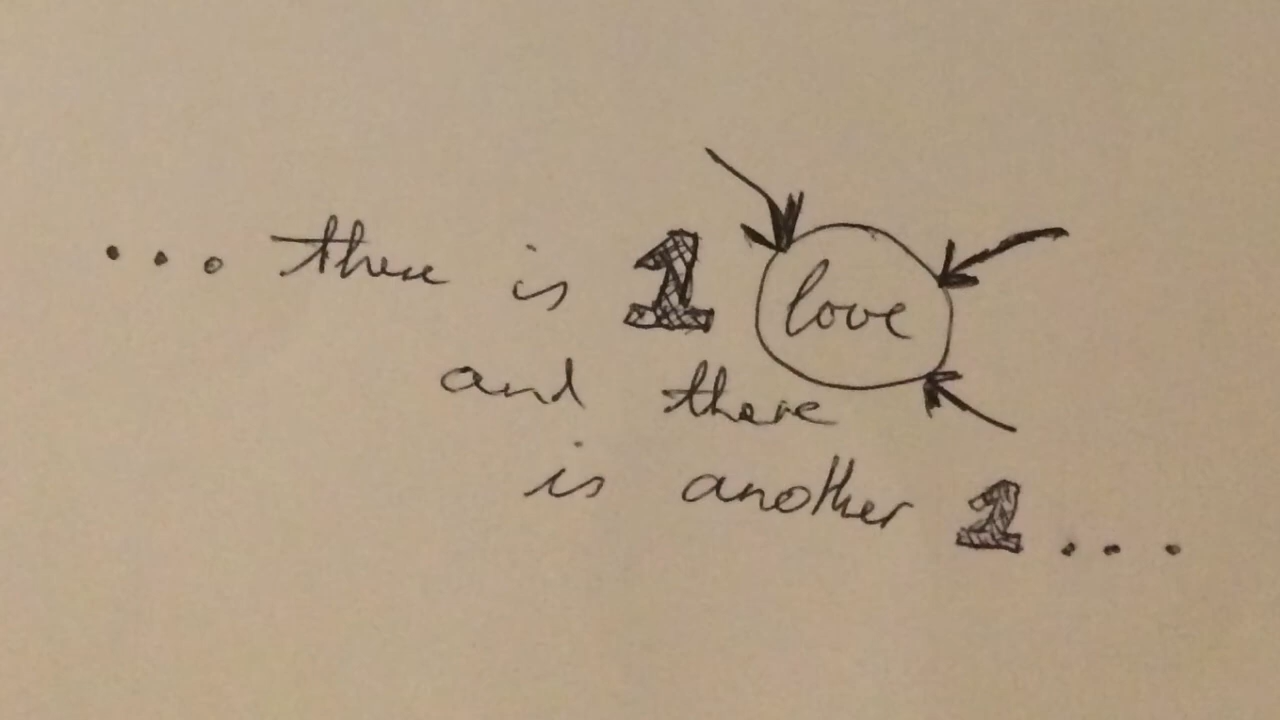 ... there is 1 love
and there
is another 1 ...